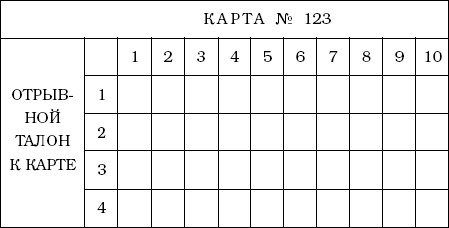 КАРТА № 123
1 2 3 4 5 6 7 8 9 10
ОТРЫВ-
НОЙ
ТАЛОН
К КАРТЕ
1
2
3
4